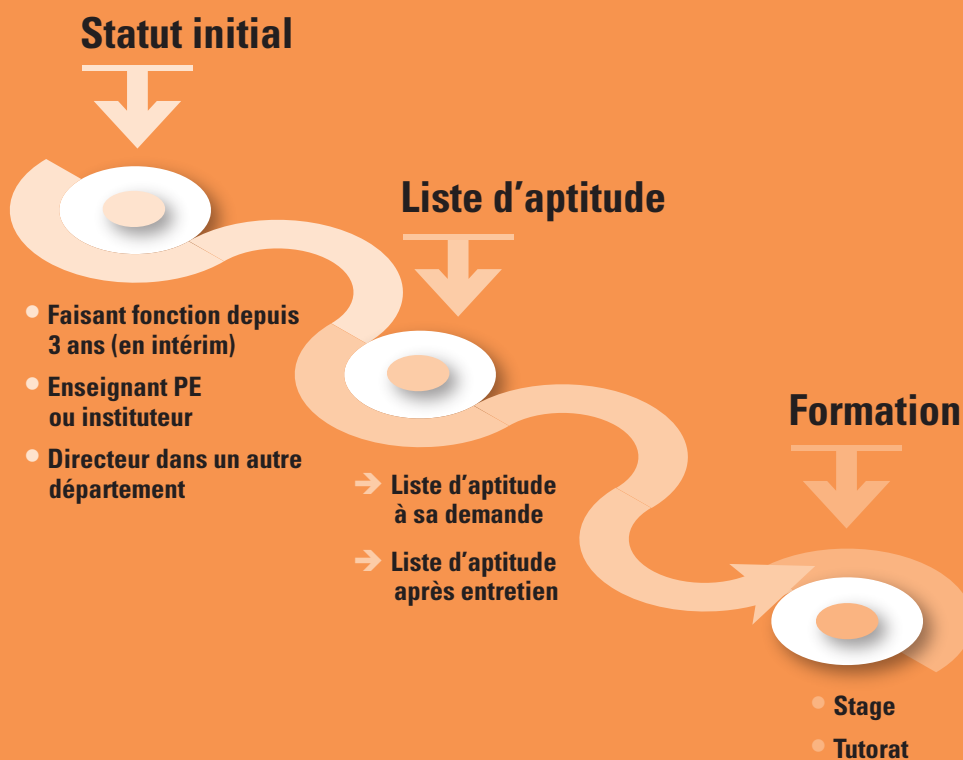 Statut initial
Liste d’aptitude
• Faisant fonction depuis
3 ans (en intérim)
• Enseignant PE
ou instituteur
• Directeur dans un autre
département
Formation
➔ Liste d’aptitude
à sa demande
➔ Liste d’aptitude
après entretien
• Stage
• Tutorat